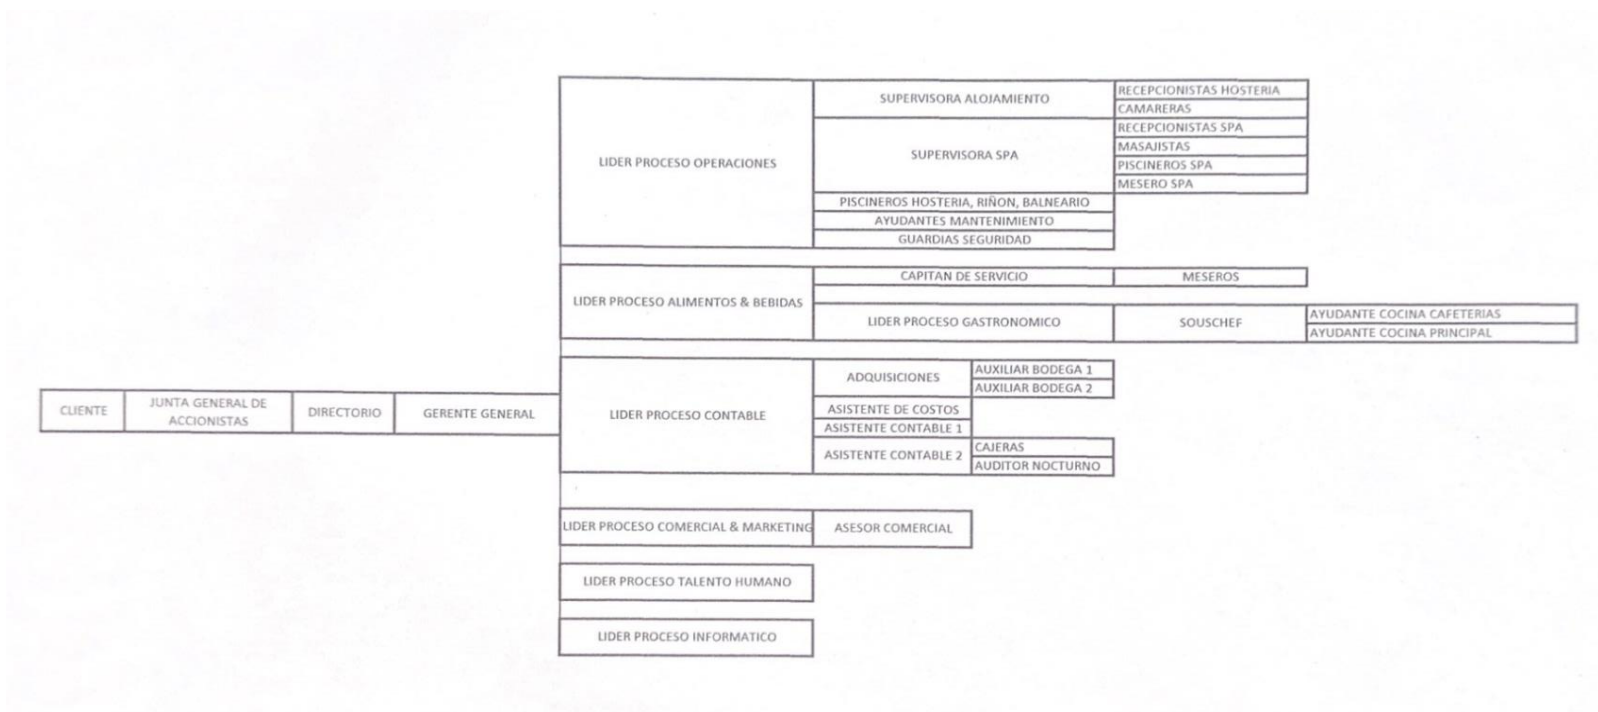 CLIENTE
JUNTA GENERAL DE
ACCIONISTAS
DIRECTORIO
GERENTE GENERAL
LIDER PROCESO OPERACIONES
SUPERVISORA ALOJAMIENTO
RECEPCIONISTAS HOSTERIA
CAMARERAS
SUPERVISORA SPA
RECEPCIONISTAS SPA
MASAJISTAS
PISCINEROS SPA
MESERO SPA
PISCINEROS HOSTERIA, RIÑON, BALNEARIO
AYUDANTES MANTENIMIENTO
GUARDIAS SEGURIDAD
LIDER PROCESO ALIMENTOS & BEBIDAS
CAPITAN DE SERVICIO
MESEROS
LIDER PROCESO GASTRONOMICO
SOUSCHEF
AYUDANTE COCINA CAFETERIAS
AYUDANTE COCINA PRINCIPAL
LIDER PROCESO CONTABLE
ADQUISICIONES
AUXILIAR BODEGA 1
AUXILIAR BODEGA 2
ASISTENTE DE COSTOS
ASISTENTE CONTABLE 1
ASISTENTE CONTABLE 2
CAJERAS
AUDITOR NOCTURNO
LIDER PROCESO COMERCIAL & MARKETING
ASESOR COMERCIAL
LIDER PROCESO TALENTO HUMANO
LIDER PROCESO INFORMATICO